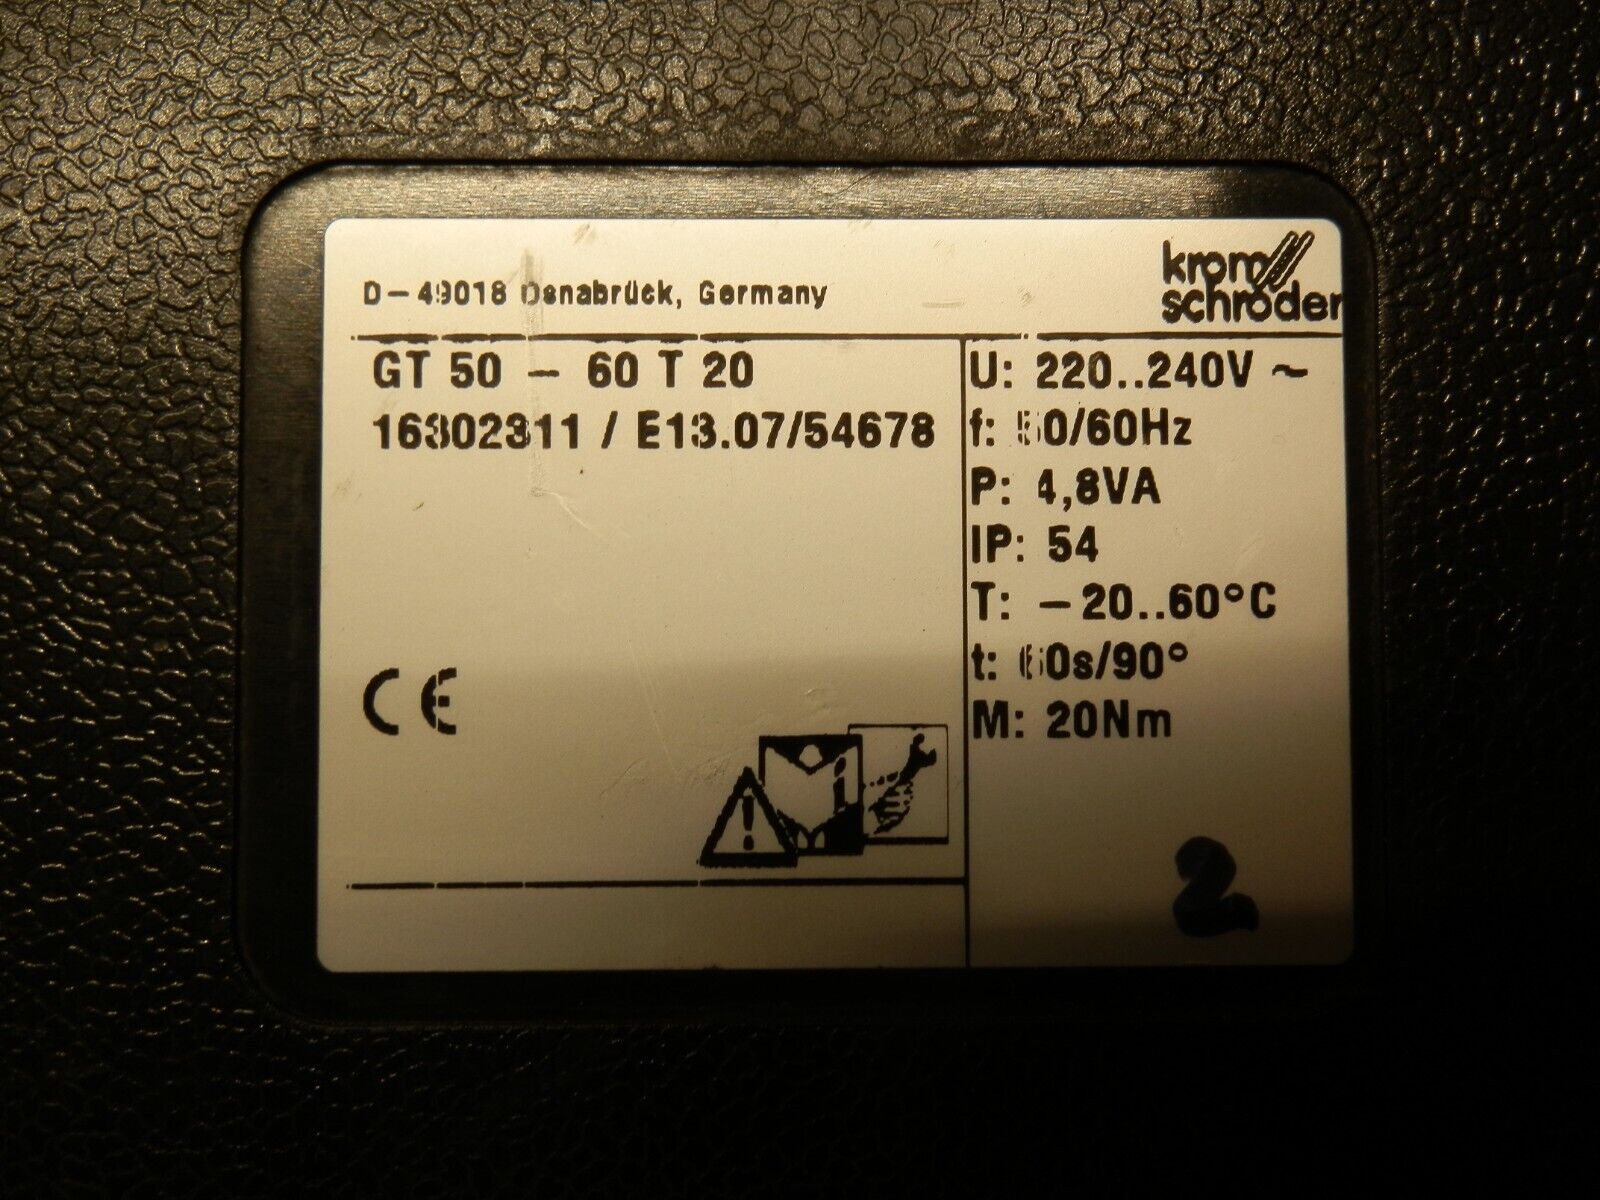 D-49018 Osnabrück, Germany
krom
schroder
GT 50 - 60 T 20
16302311 / E13.07/54678
U: 220..240V ~
f: 50/60Hz
P: 4,8VA
IP: 54
T: -20..60°C
t: 60s/90°
M: 20Nm
CE
i
!
2